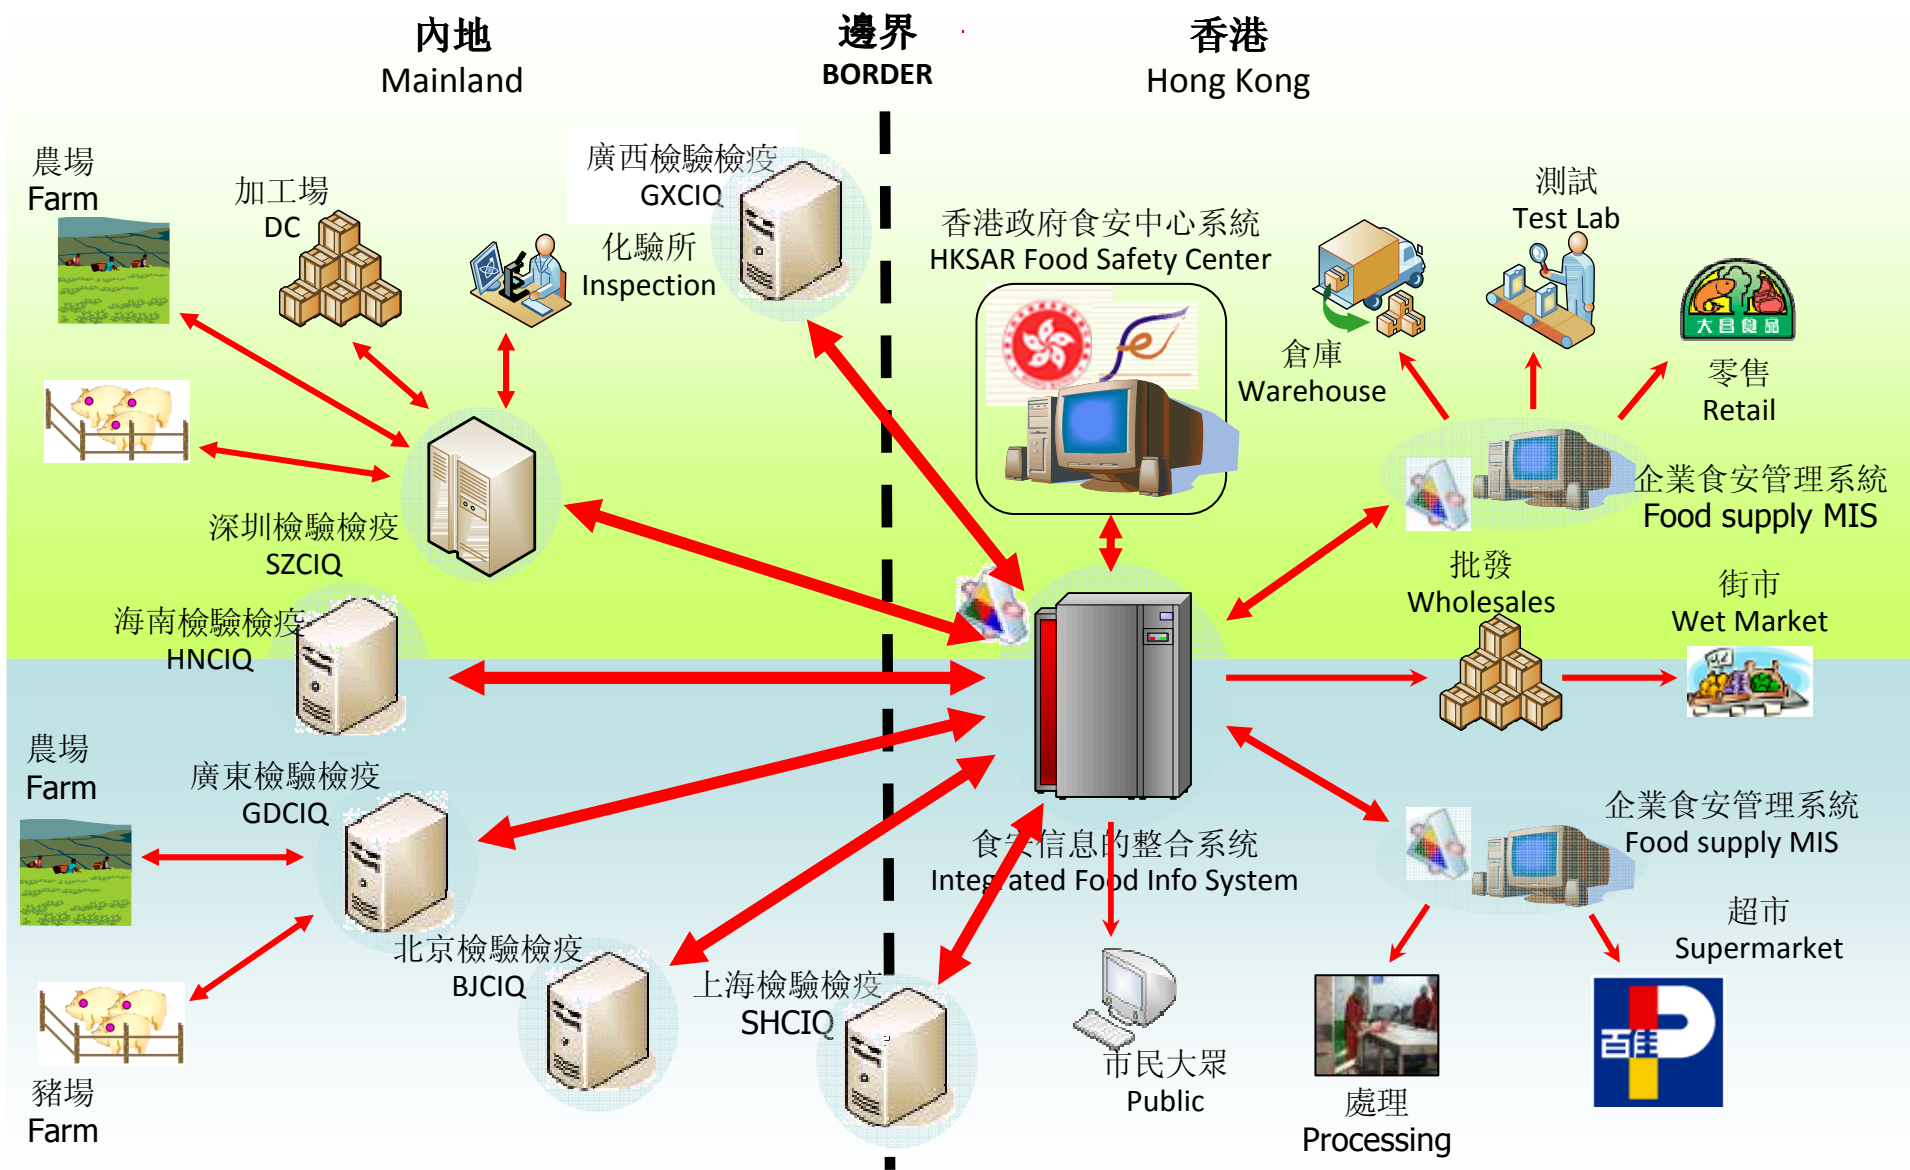 內地
Mainland
邊界
BORDER
香港
Hong Kong
農場
Farm
加工場
DC
廣西檢驗檢疫
GXCIQ
化驗所
Inspection
香港政府食安中心系統
HKSAR Food Safety Center
測試
Test Lab
大昌食品
倉庫
Warehouse
零售
Retail
深圳檢驗檢疫
SZCIQ
企業食安管理系統
Food supply MIS
批發
Wholesales
街市
Wet Market
海南檢驗檢疫
HNCIQ
農場
Farm
廣東檢驗檢疫
GDCIQ
食安信息的整合系统
Integrated Food Info System
企業食安管理系統
Food supply MIS
超市
Supermarket
北京檢驗檢疫
BJCIQ
上海檢驗檢疫
SHCIQ
百佳
豬場
Farm
市民大眾
Public
處理
Processing